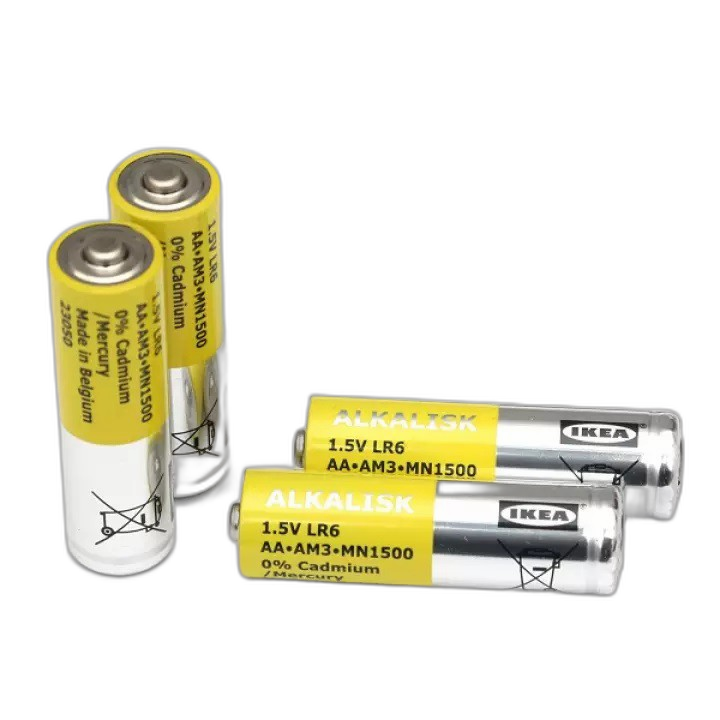 1.5V LR6
AA•AM3•MN1500
0% Cadmium
1.5V LR6
AA•AM3•MN1500
0% Cadmium
/Mercury
Made in Belgium
23050
ALKALISK
IKEA
1.5V LR6
AA•AM3•MN1500
ALKALISK
IKEA
1.5V LR6
AA•AM3•MN1500
0% Cadmium
/Mercury